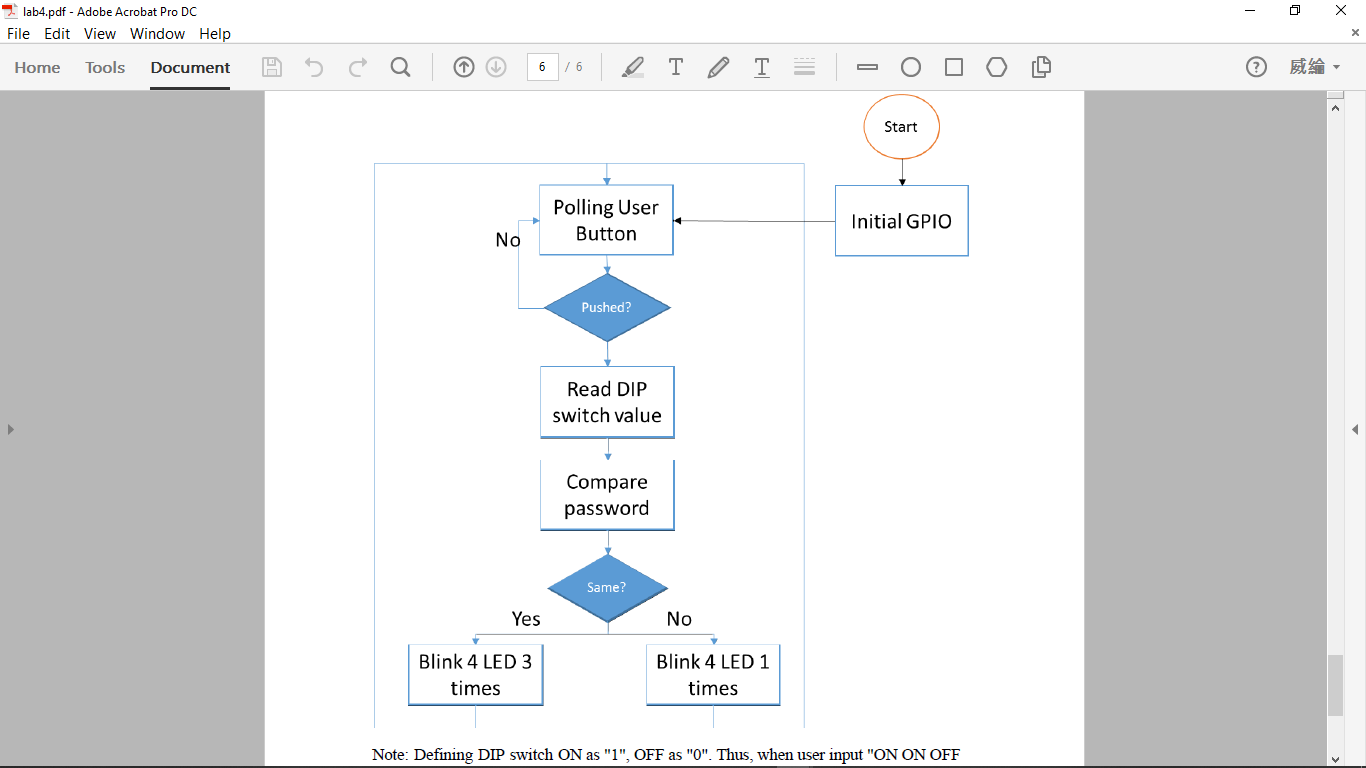 lab4.pdf - Adobe Acrobat Pro DC
File Edit View Window Help
Home Tools Document 6 / 6 威綸
Start
Initial GPIO
Polling User
Button
No
Pushed?
Read DIP
switch value
Compare
password
Same?
Yes No
Blink 4 LED 3
times
Blink 4 LED 1
times
Note: Defining DIP switch ON as "1", OFF as "0". Thus, when user input "ON ON OFF